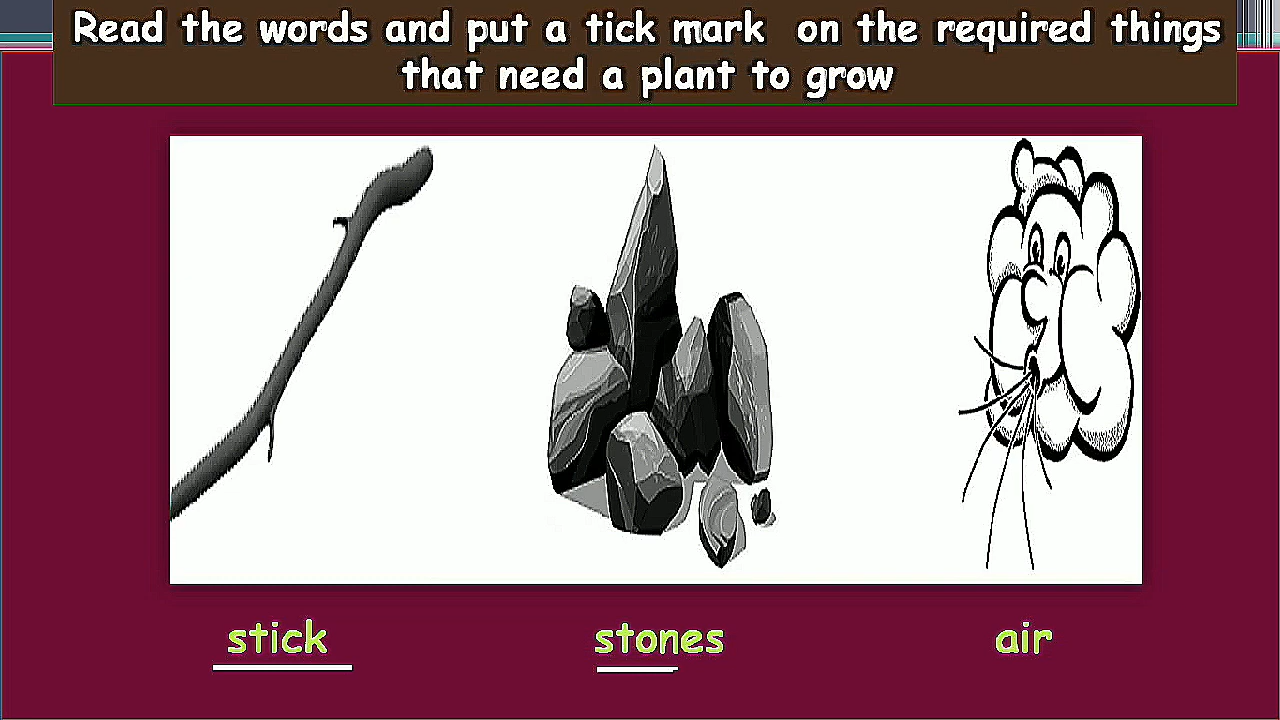 Read the words and put a tick mark on the required things
that need a plant to grow
stick stones air